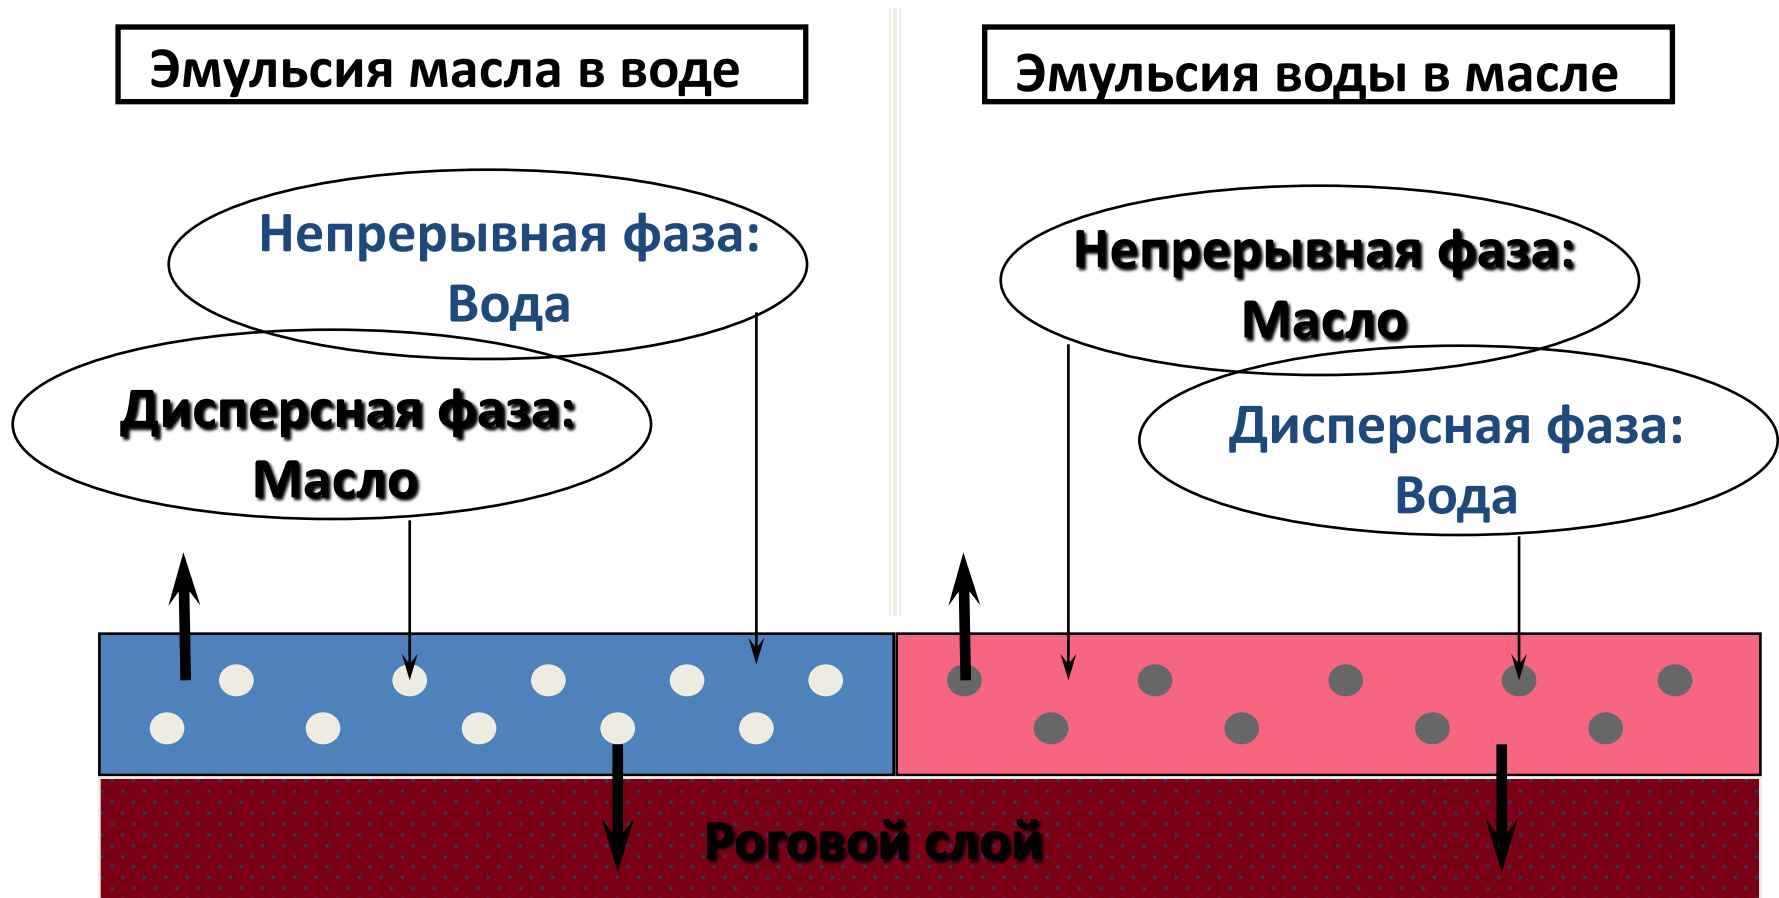 Эмульсия масла в воде
Эмульсия воды в масле
Непрерывная фаза:
Вода
Дисперсная фаза:
Масло
Непрерывная фаза:
Масло
Дисперсная фаза:
Вода
Роговой слой